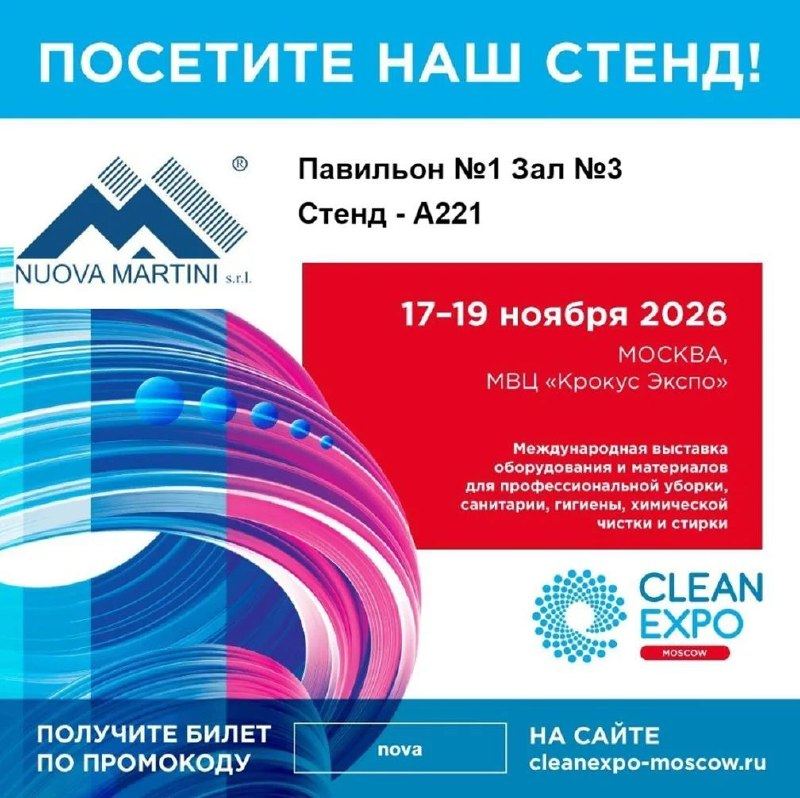 ПОСЕТИТЕ НАШ СТЕНД!
®
NUOVA MARTINI s.r.l.
Павильон №1 Зал №3
Стенд - А221
17–19 ноября 2026
МОСКВА,
МВЦ «Крокус Экспо»
Международная выставка
оборудования и материалов
для профессиональной уборки,
санитарии, гигиены, химической
чистки и стирки
CLEAN
EXPO
MOSCOW
ПОЛУЧИТЕ БИЛЕТ
ПО ПРОМОКОДУ
nova
НА САЙТЕ
cleanexpo-moscow.ru